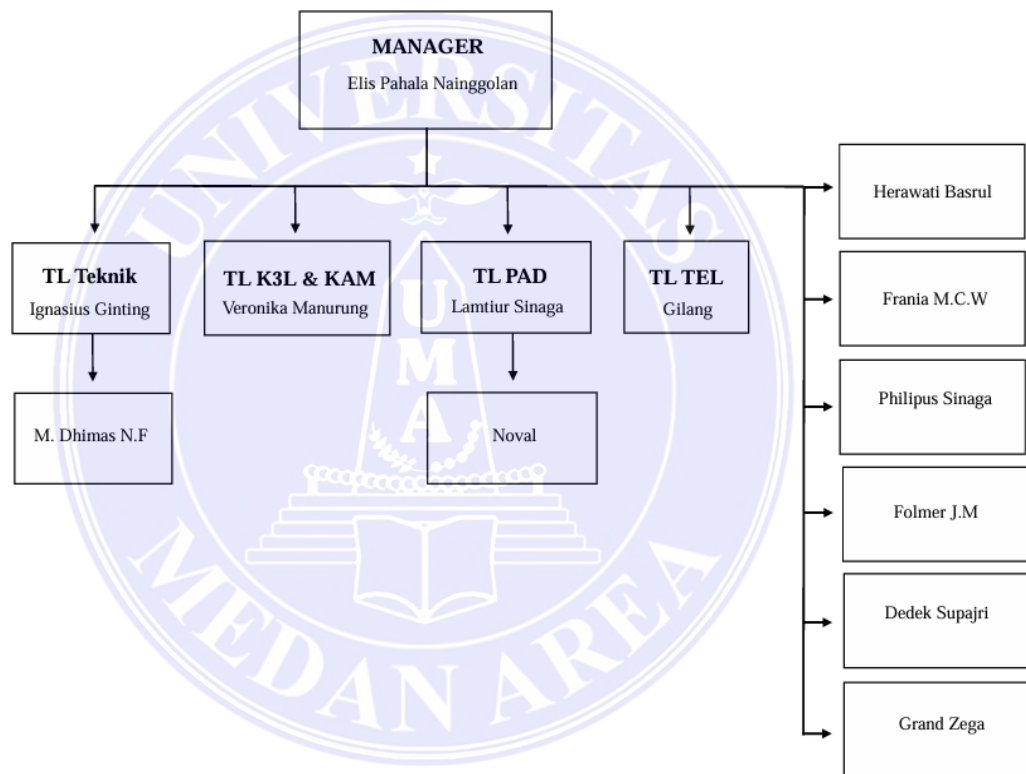 MANAGER
Elis Pahala Nainggolan
Herawati Basrul
TL Teknik
Ignasius Ginting
TL K3L & KAM
Veronika Manurung
TL PAD
Lamtiur Sinaga
TL TEL
Gilang
Frania M.C.W
Philipus Sinaga
M. Dhimas N.F
Noval
Folmer J.M
Dedek Supajri
Grand Zega
UNIVERSITAS
MEDAN AREA
UMA